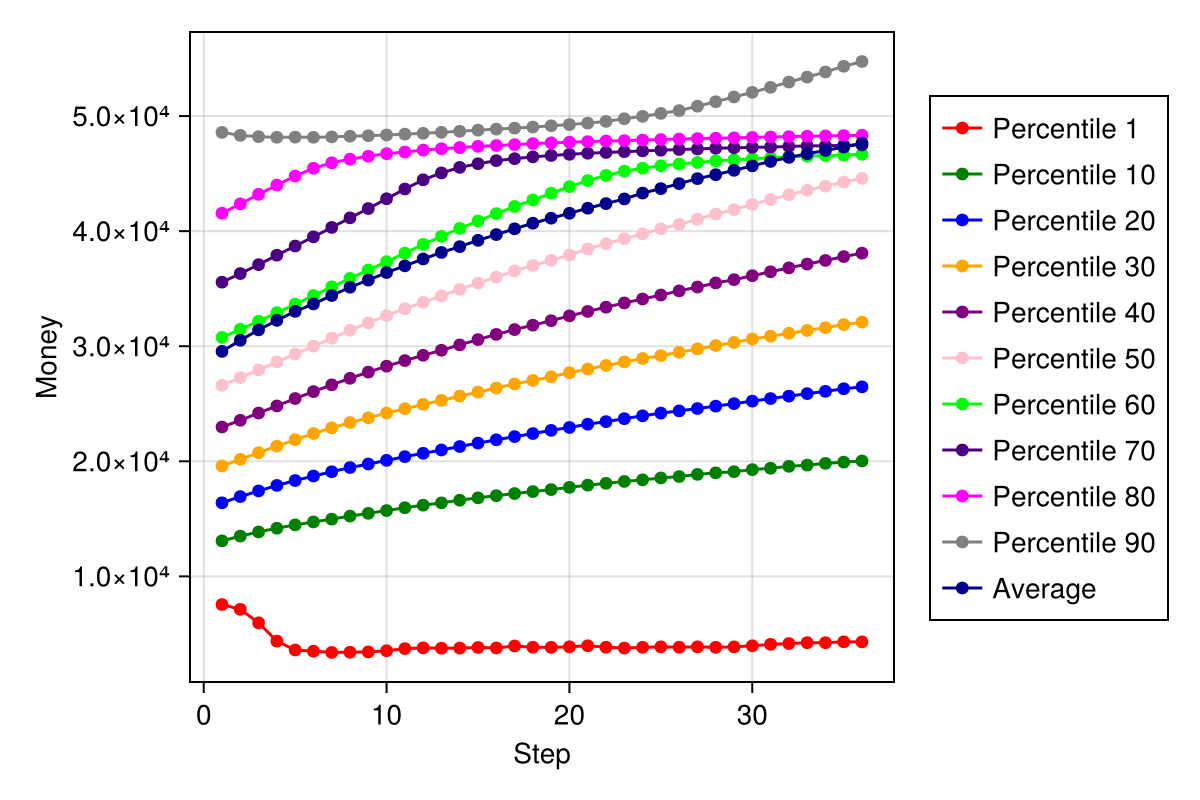 5.0×10⁴
4.0×10⁴
3.0×10⁴
2.0×10⁴
1.0×10⁴
Money
0 10 20 30
Step
Percentile 1
Percentile 10
Percentile 20
Percentile 30
Percentile 40
Percentile 50
Percentile 60
Percentile 70
Percentile 80
Percentile 90
Average